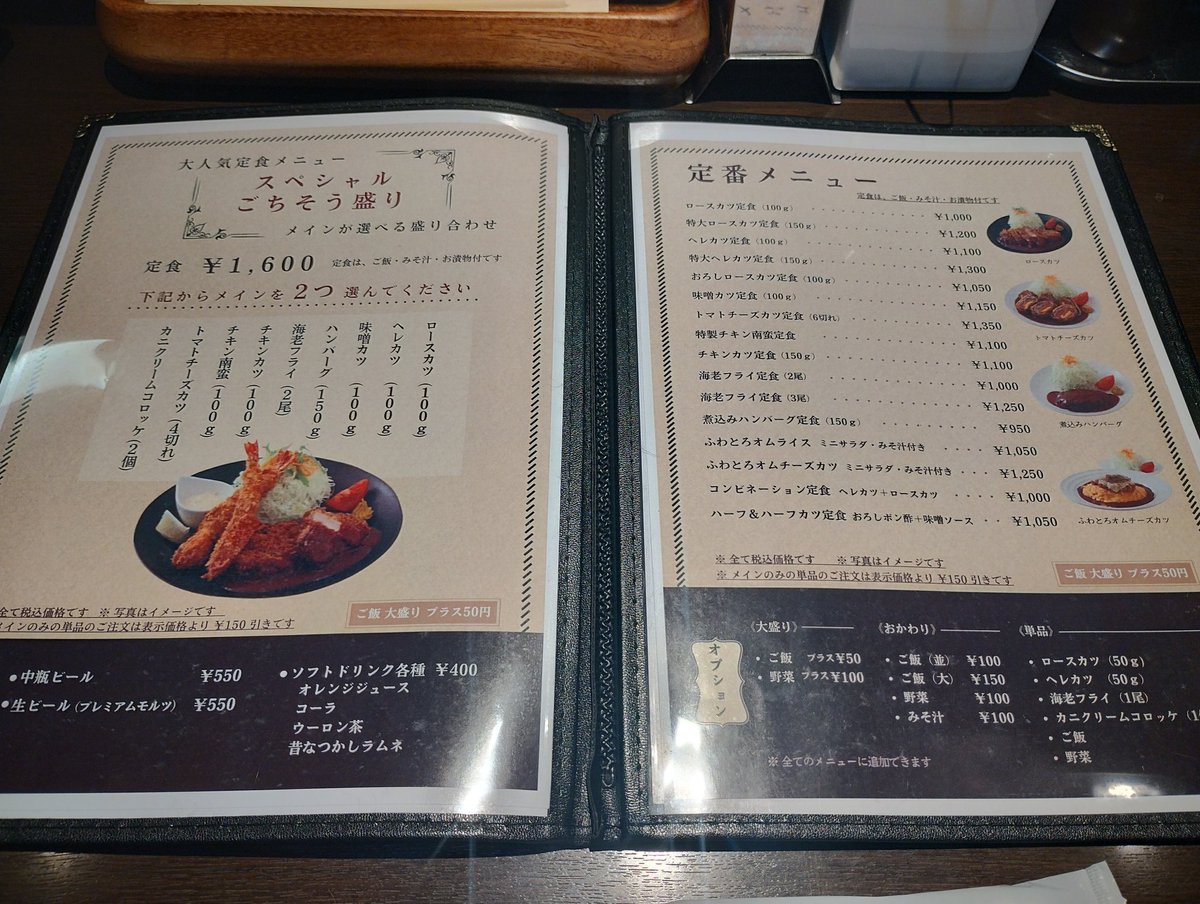 大人気定食メニュー
スペシャル
ごちそう盛り
メインが選べる盛り合わせ
定食 ¥1,600 定食は、ご飯・みそ汁・お漬物付です
下記からメインを2つ選んでください
ロースカツ（100g）
ヘレカツ（100g）
味噌カツ（100g）
ハンバーグ（150g）
海老フライ（2尾）
チキンカツ（100g）
チキン南蛮（100g）
トマトチーズカツ（4切れ）
カニクリームコロッケ（2個
全て税込価格です ※ 写真はイメージです
メインのみの単品のご注文は表示価格より ¥150 引きです
ご飯 大盛り プラス50円
●中瓶ビール ¥550
●生ビール（プレミアムモルツ） ¥550
●ソフトドリンク各種 ¥400
オレンジジュース
コーラ
ウーロン茶
昔なつかしラムネ
定番メニュー
定食は、ご飯・みそ汁・お漬物付です
ロースカツ定食（100g）・・・・・・・・・・¥1,000
特大ロースカツ定食（150g）・・・・・・・・・¥1,200
ヘレカツ定食（100g）・・・・・・・・・・¥1,100
特大ヘレカツ定食（150g）・・・・・・・・・¥1,300
おろしロースカツ定食（100g）・・・・・・・・¥1,050
味噌カツ定食（100g）・・・・・・・・・・¥1,150
トマトチーズカツ定食（6切れ）・・・・・・・・¥1,350
特製チキン南蛮定食・・・・・・・・・・・¥1,100
チキンカツ定食（150g）・・・・・・・・・・¥1,100
海老フライ定食（2尾）・・・・・・・・・・¥1,000
海老フライ定食（3尾）・・・・・・・・・・¥1,250
煮込みハンバーグ定食（150g）・・・・・・・・¥950
ふわとろオムライス ミニサラダ・みそ汁付き・・・¥1,050
ふわとろオムチーズカツ ミニサラダ・みそ汁付き・・・¥1,250
コンビネーション定食 ヘレカツ＋ロースカツ・・・・¥1,000
ハーフ＆ハーフカツ定食 おろしポン酢＋味噌ソース・・¥1,050
ロースカツ
トマトチーズカツ
煮込みハンバーグ
ふわとろオムチーズカツ
※ 全て税込価格です ※ 写真はイメージです
※ メインのみの単品のご注文は表示価格より ¥150 引きです
ご飯 大盛り プラス50円
オプション
《大盛り》
・ご飯 プラス¥50
・野菜 プラス¥100
《おかわり》
・ご飯（並） ¥100
・ご飯（大） ¥150
・野菜 ¥100
・みそ汁 ¥100
《単品》
・ロースカツ（50g）
・ヘレカツ（50g）
・海老フライ（1尾）
・カニクリームコロッケ（1
・ご飯
・野菜
※ 全てのメニューに追加できます